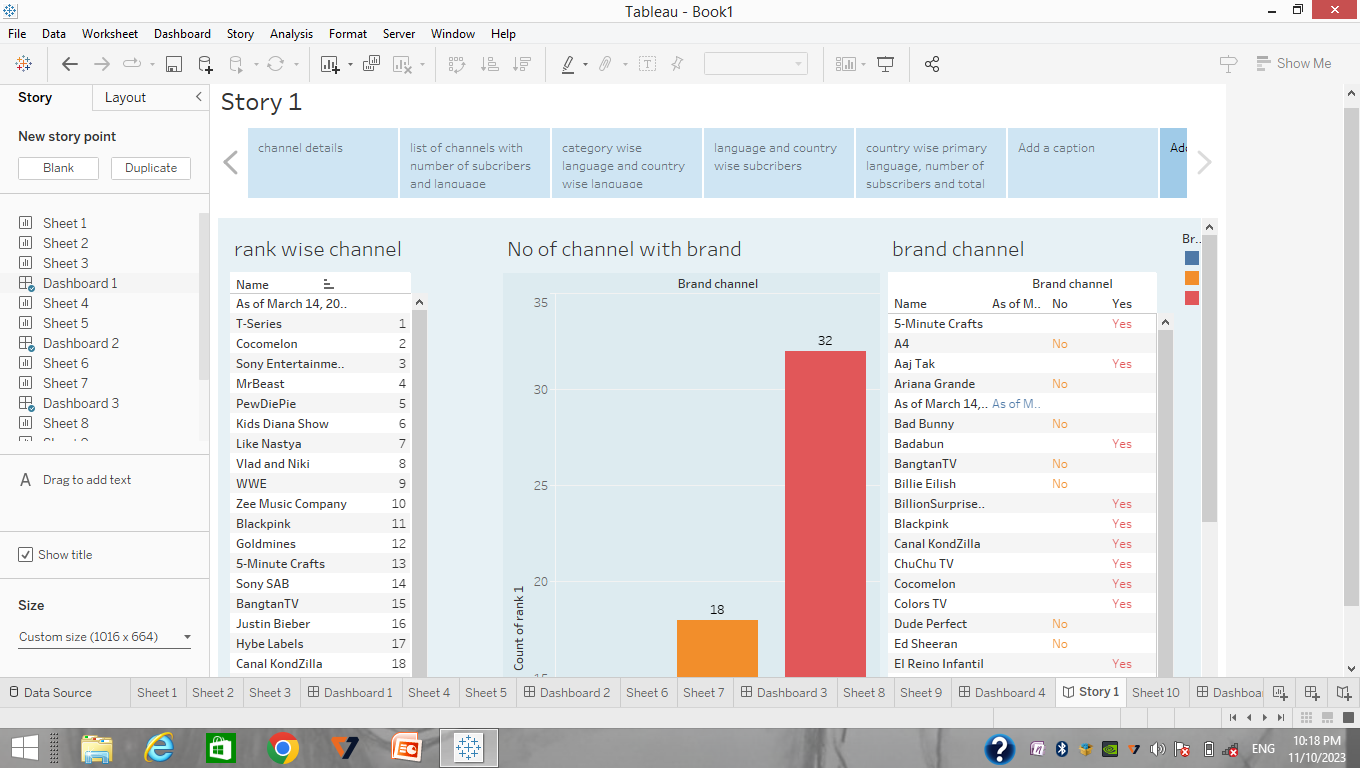 Tableau - Book1
File Data Worksheet Dashboard Story Analysis Format Server Window Help
Show Me
Story Layout
New story point
Blank Duplicate
Sheet 1
Sheet 2
Sheet 3
Dashboard 1
Sheet 4
Sheet 5
Dashboard 2
Sheet 6
Sheet 7
Dashboard 3
Sheet 8
A Drag to add text
Show title
Size
Custom size (1016 x 664)
Story 1
channel details
list of channels with
number of subcribers
and language
category wise
language and country
wise language
language and country
wise subcribers
country wise primary
language, number of
subscribers and total
Add a caption
rank wise channel
Name
As of March 14, 20..
T-Series 1
Cocomelon 2
Sony Entertainme.. 3
MrBeast 4
PewDiePie 5
Kids Diana Show 6
Like Nastya 7
Vlad and Niki 8
WWE 9
Zee Music Company 10
Blackpink 11
Goldmines 12
5-Minute Crafts 13
Sony SAB 14
BangtanTV 15
Justin Bieber 16
Hybe Labels 17
Canal KondZilla 18
No of channel with brand
Brand channel
35
30
25
20
15
Count of rank 1
18
32
brand channel
Brand channel
Name As of M.. No Yes
5-Minute Crafts Yes
A4 No
Aaj Tak Yes
Ariana Grande No
As of March 14,.. As of M..
Bad Bunny No
Badabun Yes
BangtanTV No
Billie Eilish No
BillionSurprise.. Yes
Blackpink Yes
Canal KondZilla Yes
ChuChu TV Yes
Cocomelon Yes
Colors TV Yes
Dude Perfect No
Ed Sheeran No
El Reino Infantil Yes
Br..
Data Source Sheet 1 Sheet 2 Sheet 3 Dashboard 1 Sheet 4 Sheet 5 Dashboard 2 Sheet 6 Sheet 7 Dashboard 3 Sheet 8 Sheet 9 Dashboard 4 Story 1 Sheet 10
ENG
10:18 PM
11/10/2023